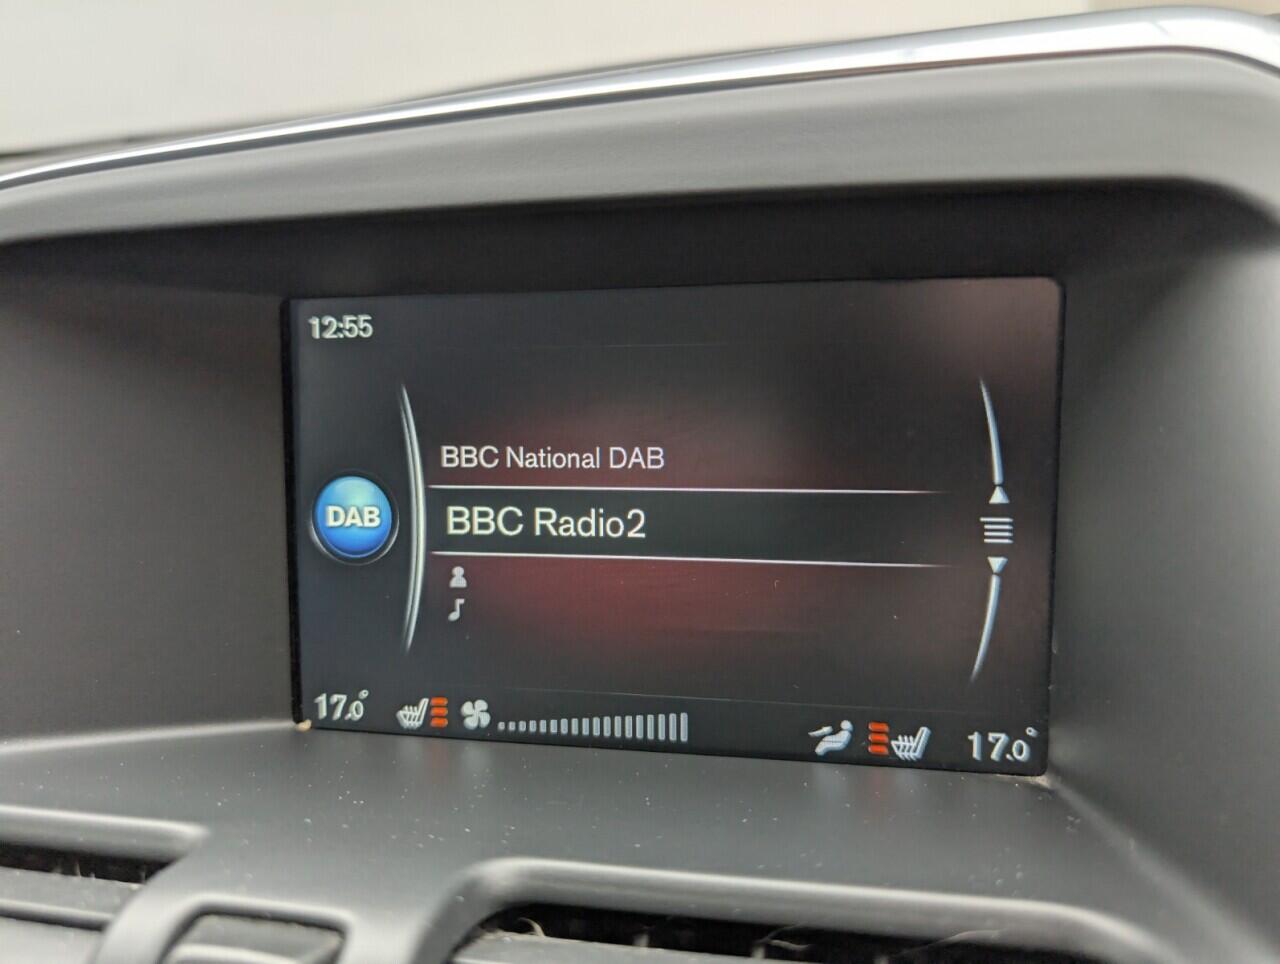 12:55
BBC National DAB
DAB
BBC Radio2
17.0°
17.0°